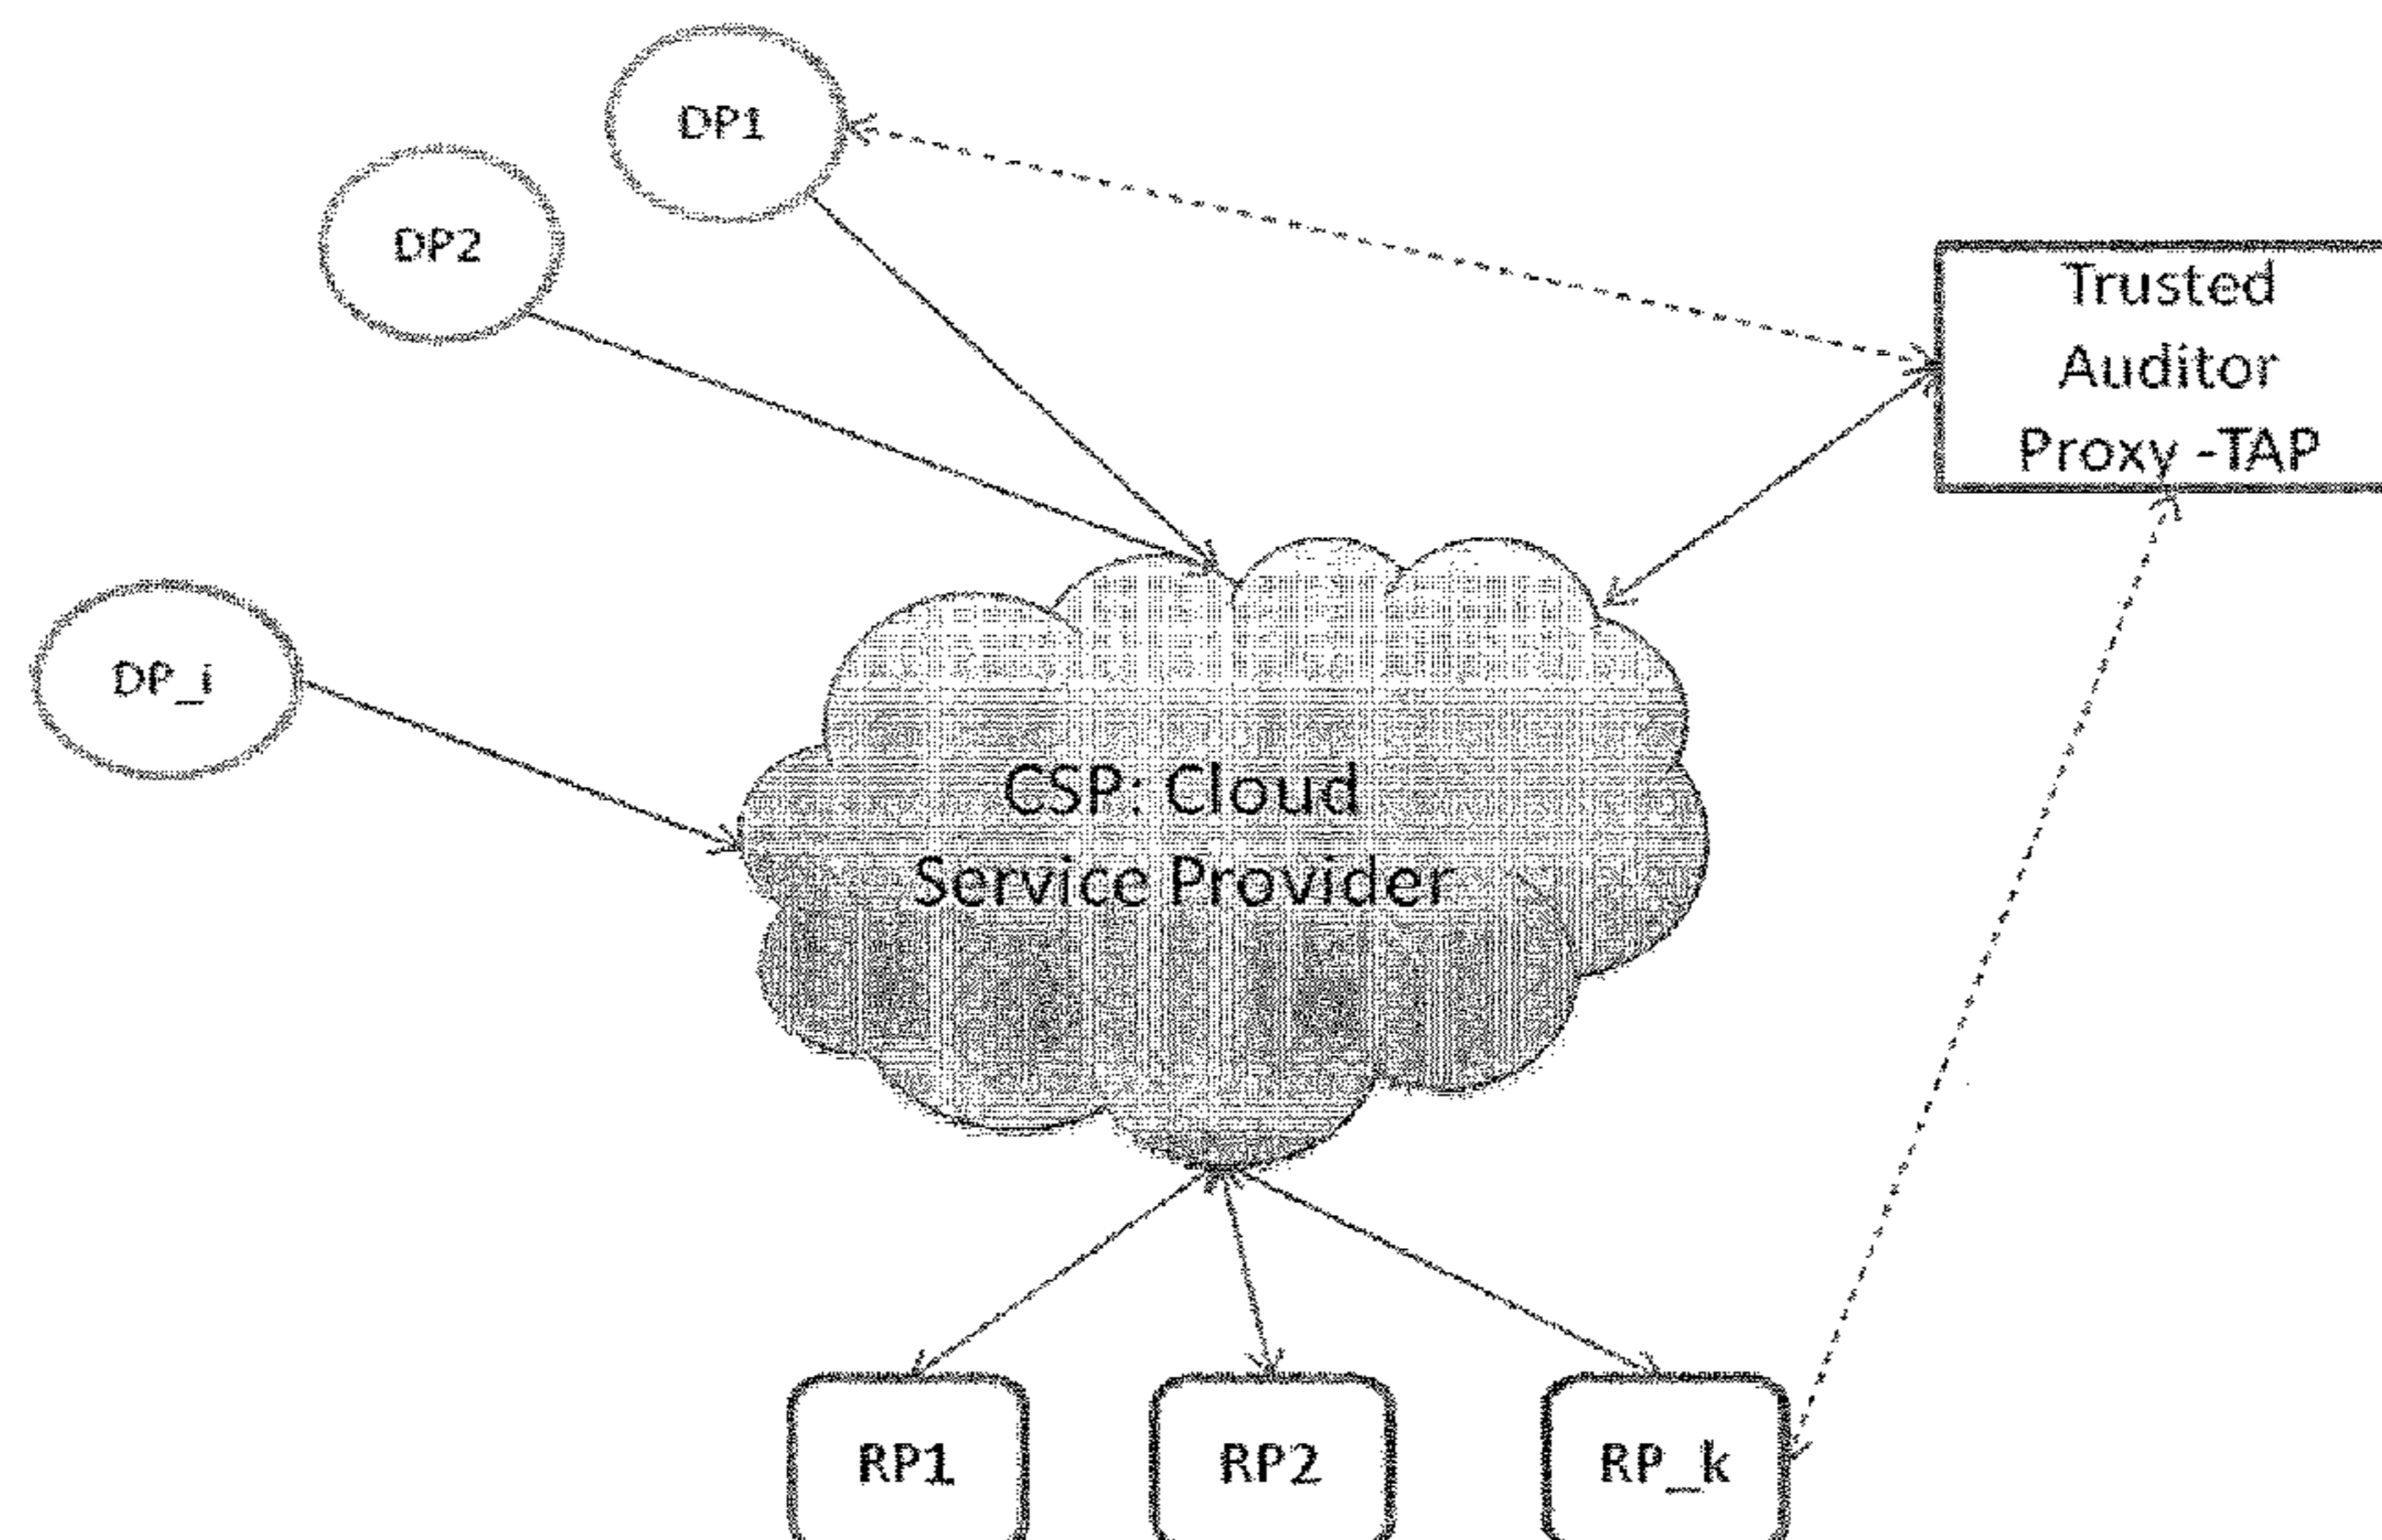 DP1
DP2
Trusted
Auditor
Proxy -TAP
DP_i
CSP: Cloud
Service Provider
RP1
RP2
RP_k